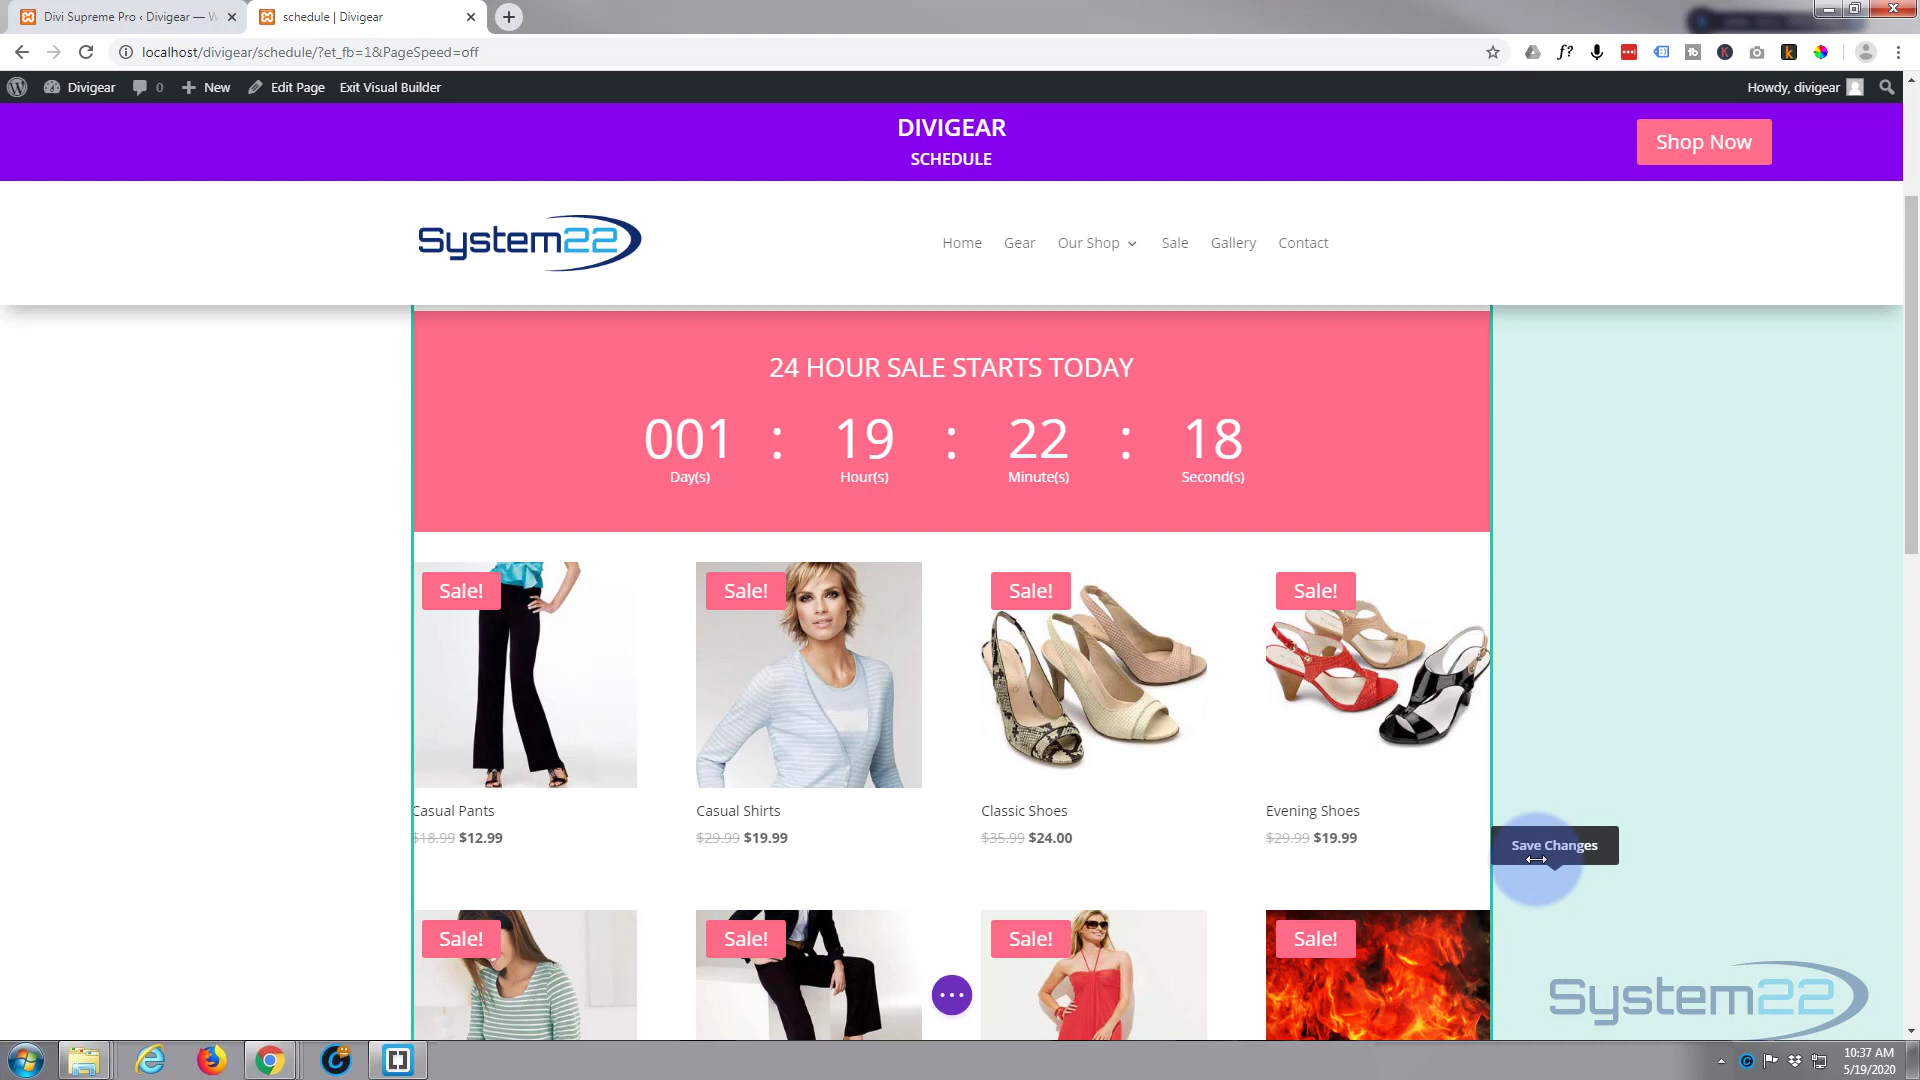 Divi Supreme Pro ‹ Divigear — W
schedule | Divigear
localhost/divigear/schedule/?et_fb=1&PageSpeed=off
Divigear
0
New
Edit Page
Exit Visual Builder
Howdy, divigear
DIVIGEAR
SCHEDULE
Shop Now
System22
Home
Gear
Our Shop
Sale
Gallery
Contact
24 HOUR SALE STARTS TODAY
001 : 19 : 22 : 18
Day(s) Hour(s) Minute(s) Second(s)
Sale!
Sale!
Sale!
Sale!
Casual Pants
Casual Shirts
Classic Shoes
Evening Shoes
$18.99 $12.99
$29.99 $19.99
$35.99 $24.00
$29.99 $19.99
Save Changes
Sale!
Sale!
Sale!
Sale!
System22
10:37 AM
5/19/2020